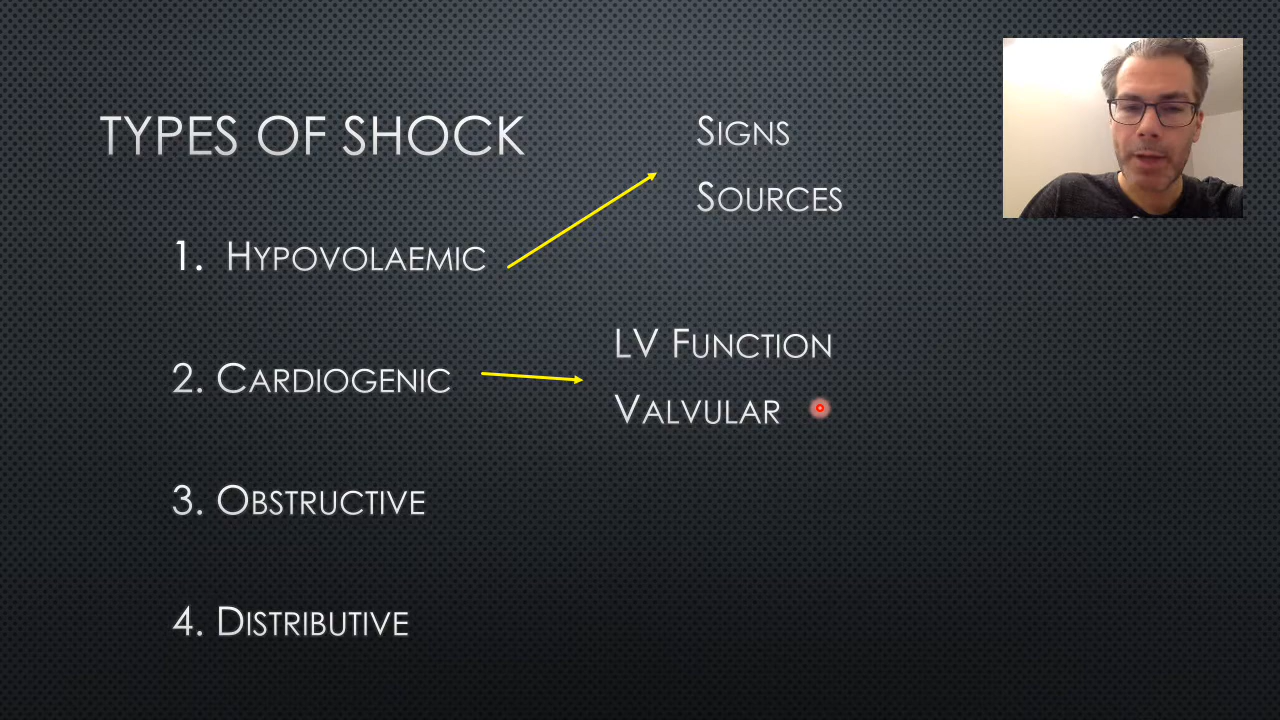 TYPES OF SHOCK
SIGNS
SOURCES
1. HYPOVOLAEMIC
LV FUNCTION
2. CARDIOGENIC
VALVULAR
3. OBSTRUCTIVE
4. DISTRIBUTIVE